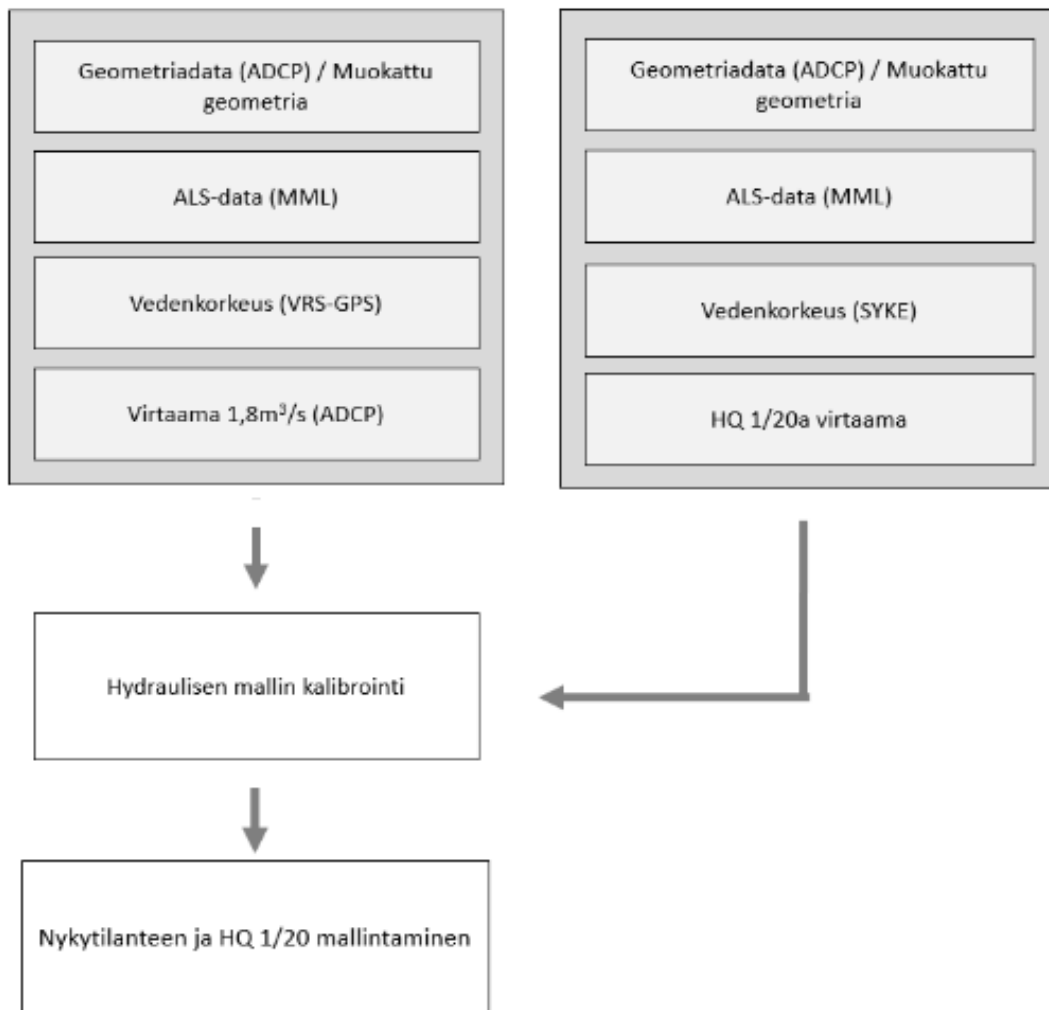 Geometriadata (ADCP) / Muokattu
geometria
ALS-data (MML)
Vedenkorkeus (VRS-GPS)
Virtaama 1,8m³/s (ADCP)
Geometriadata (ADCP) / Muokattu
geometria
ALS-data (MML)
Vedenkorkeus (SYKE)
HQ 1/20a virtaama
Hydraulisen mallin kalibrointi
Nykytilanteen ja HQ 1/20 mallintaminen